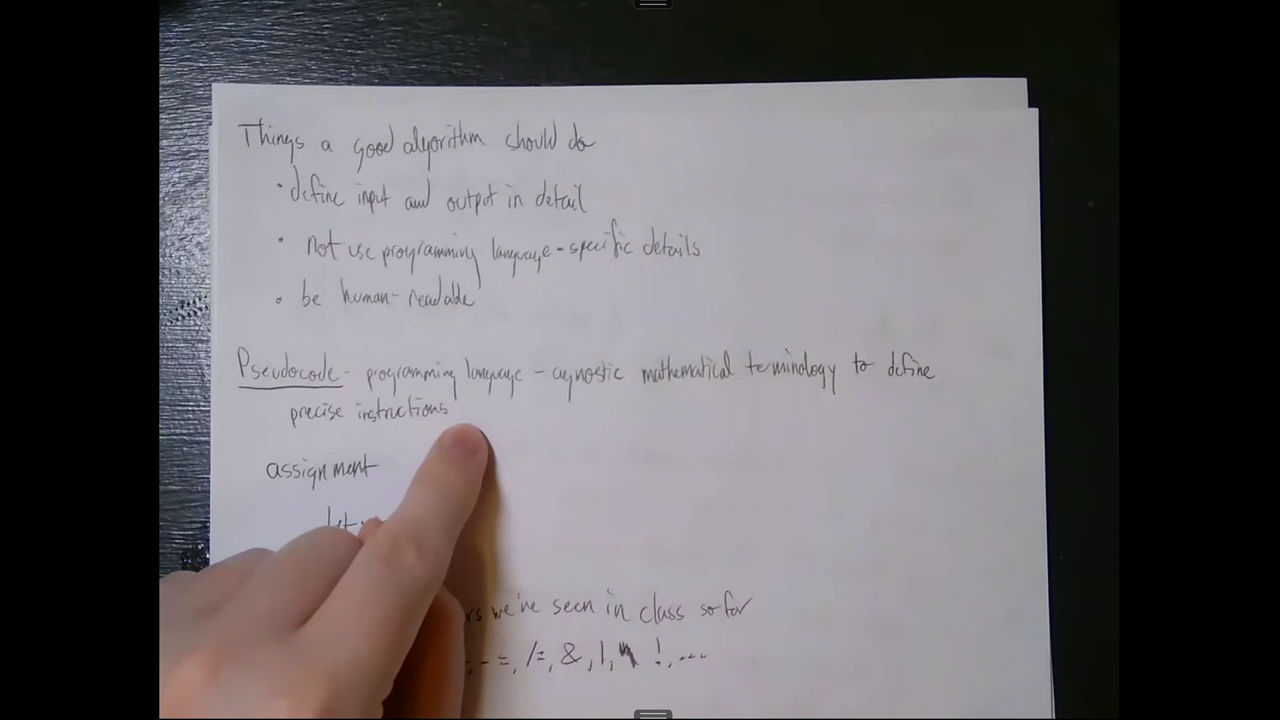 Things a good algorithm should do
• define input and output in detail
• not use programming language-specific details
• be human-readable
Pseudocode - programming language-agnostic mathematical terminology to define
precise instructions
assignment
let
we've seen in class so far
-=, /=, &, |, !, ...